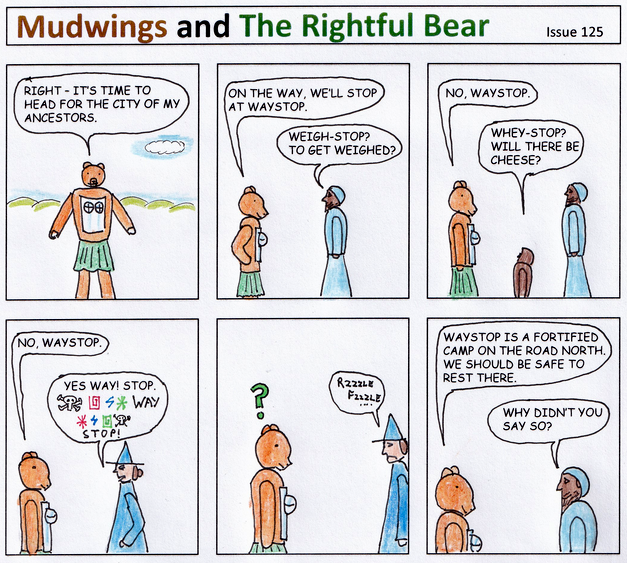 Mudwings and The Rightful Bear
Issue 125
RIGHT - IT'S TIME TO
HEAD FOR THE CITY OF MY
ANCESTORS.
ON THE WAY, WE'LL STOP
AT WAYSTOP.
WEIGH-STOP?
TO GET WEIGHED?
NO, WAYSTOP.
WHEY-STOP?
WILL THERE BE
CHEESE?
NO, WAYSTOP.
YES WAY! STOP.
WAY
STOP!
?
RZZZLE
FZZZLE
....
WAYSTOP IS A FORTIFIED
CAMP ON THE ROAD NORTH.
WE SHOULD BE SAFE TO
REST THERE.
WHY DIDN'T YOU
SAY SO?